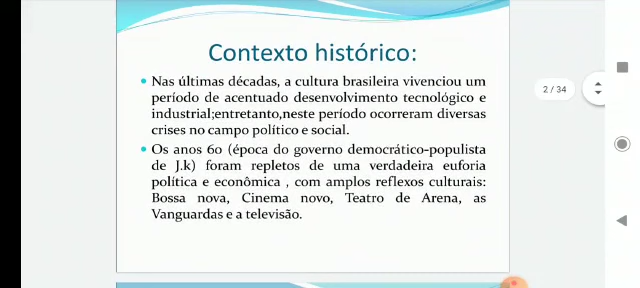 Contexto histórico:
Nas últimas décadas, a cultura brasileira vivenciou um
período de acentuado desenvolvimento tecnológico e
industrial;entretanto,neste período ocorreram diversas
crises no campo político e social.
Os anos 60 (época do governo democrático-populista
de J.k) foram repletos de uma verdadeira euforia
política e econômica , com amplos reflexos culturais:
Bossa nova, Cinema novo, Teatro de Arena, as
Vanguardas e a televisão.
2 / 34